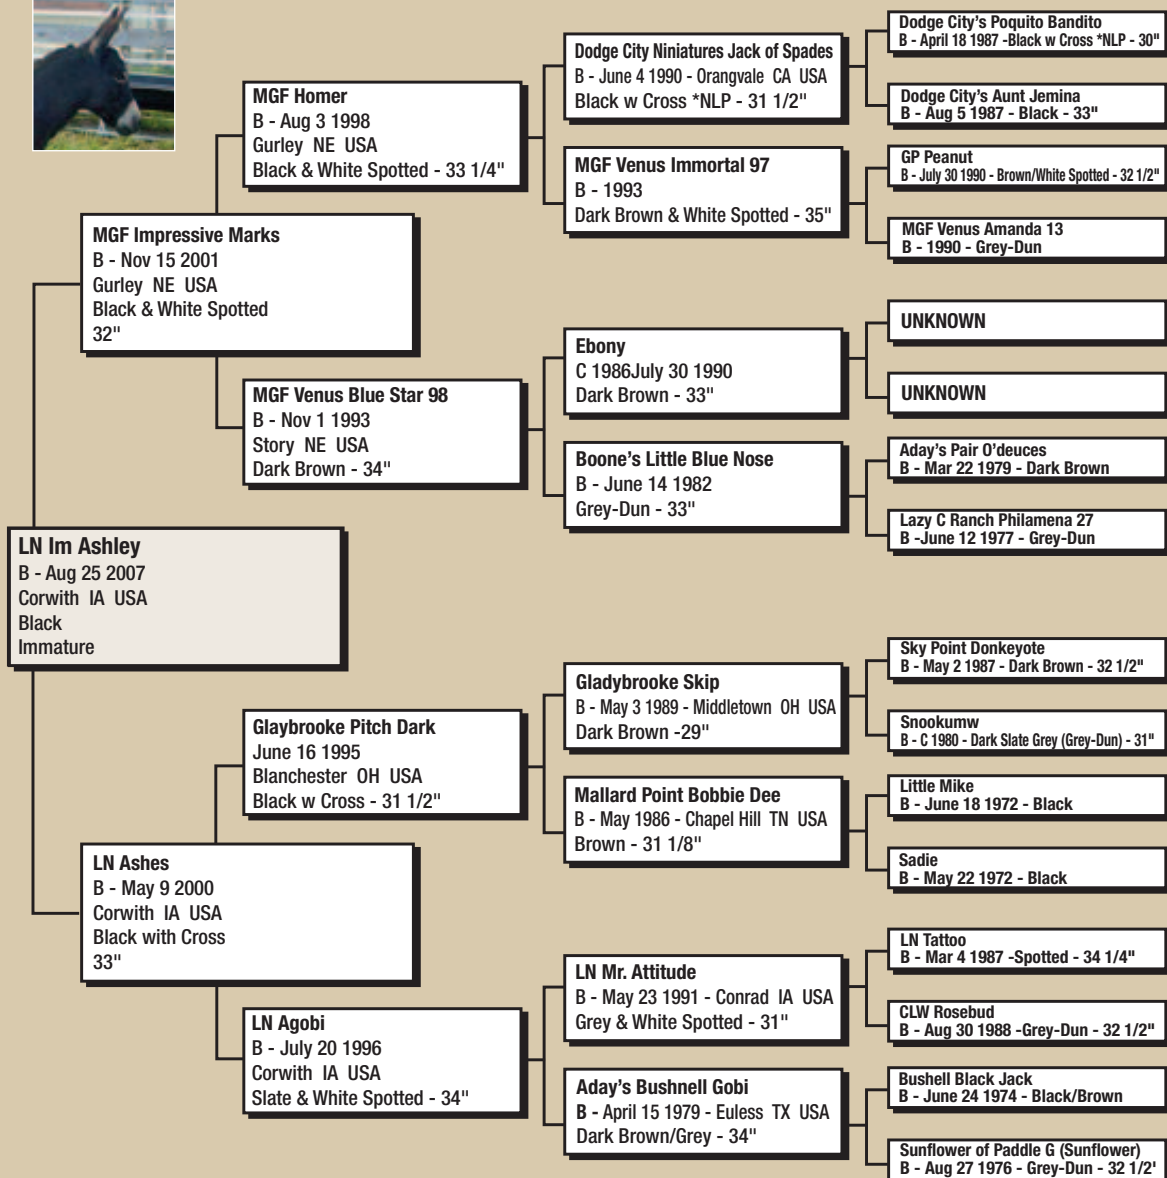 Dodge City's Poquito Bandito
B - April 18 1987 -Black w Cross *NLP - 30"
Dodge City Niniatures Jack of Spades
B - June 4 1990 - Orangvale CA USA
Black w Cross *NLP - 31 1/2"
Dodge City's Aunt Jemina
B - Aug 5 1987 - Black - 33"
MGF Homer
B - Aug 3 1998
Gurley NE USA
Black & White Spotted - 33 1/4"
GP Peanut
B - July 30 1990 - Brown/White Spotted - 32 1/2"
MGF Venus Immortal 97
B - 1993
Dark Brown & White Spotted - 35"
MGF Venus Amanda 13
B - 1990 - Grey-Dun
MGF Impressive Marks
B - Nov 15 2001
Gurley NE USA
Black & White Spotted
32"
UNKNOWN
Ebony
C 1986July 30 1990
Dark Brown - 33"
UNKNOWN
MGF Venus Blue Star 98
B - Nov 1 1993
Story NE USA
Dark Brown - 34"
Aday's Pair O'deuces
B - Mar 22 1979 - Dark Brown
Boone's Little Blue Nose
B - June 14 1982
Grey-Dun - 33"
Lazy C Ranch Philamena 27
B -June 12 1977 - Grey-Dun
LN Im Ashley
B - Aug 25 2007
Corwith IA USA
Black
Immature
Sky Point Donkeyote
B - May 2 1987 - Dark Brown - 32 1/2"
Gladybrooke Skip
B - May 3 1989 - Middletown OH USA
Dark Brown -29"
Snookumw
B - C 1980 - Dark Slate Grey (Grey-Dun) - 31"
Glaybrooke Pitch Dark
June 16 1995
Blanchester OH USA
Black w Cross - 31 1/2"
Little Mike
B - June 18 1972 - Black
Mallard Point Bobbie Dee
B - May 1986 - Chapel Hill TN USA
Brown - 31 1/8"
Sadie
B - May 22 1972 - Black
LN Ashes
B - May 9 2000
Corwith IA USA
Black with Cross
33"
LN Tattoo
B - Mar 4 1987 -Spotted - 34 1/4"
LN Mr. Attitude
B - May 23 1991 - Conrad IA USA
Grey & White Spotted - 31"
CLW Rosebud
B - Aug 30 1988 -Grey-Dun - 32 1/2"
LN Agobi
B - July 20 1996
Corwith IA USA
Slate & White Spotted - 34"
Bushell Black Jack
B - June 24 1974 - Black/Brown
Aday's Bushnell Gobi
B - April 15 1979 - Euless TX USA
Dark Brown/Grey - 34"
Sunflower of Paddle G (Sunflower)
B - Aug 27 1976 - Grey-Dun - 32 1/2'